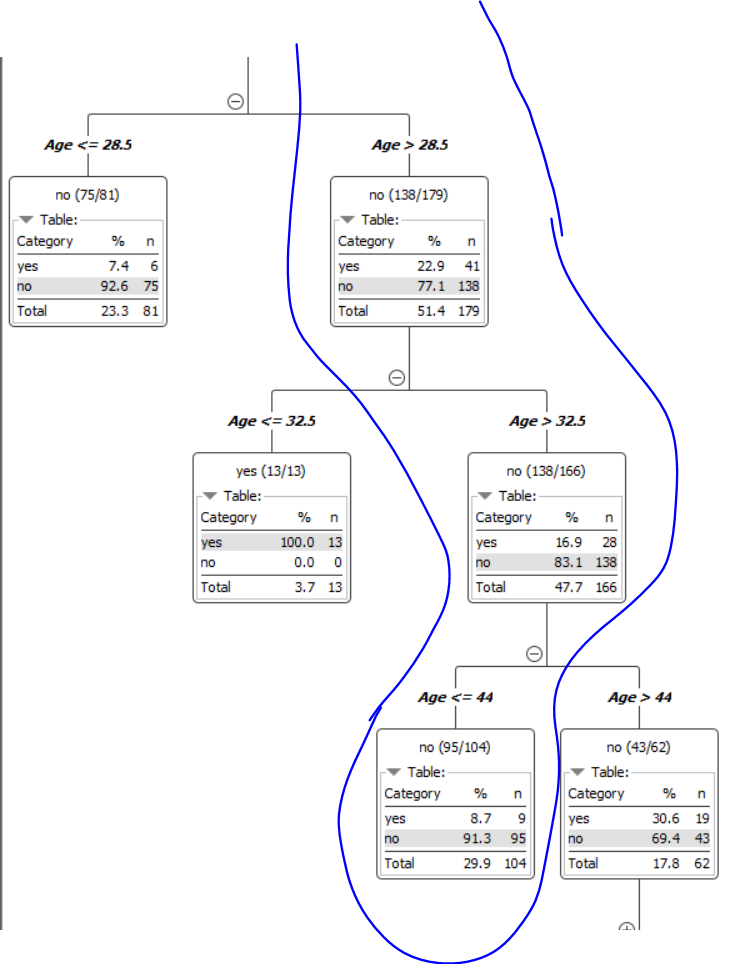 Age <= 28.5
Age > 28.5
no (75/81)
Table:
Category % n
yes 7.4 6
no 92.6 75
Total 23.3 81
no (138/179)
Table:
Category % n
yes 22.9 41
no 77.1 138
Total 51.4 179
Age <= 32.5
Age > 32.5
yes (13/13)
Table:
Category % n
yes 100.0 13
no 0.0 0
Total 3.7 13
no (138/166)
Table:
Category % n
yes 16.9 28
no 83.1 138
Total 47.7 166
Age <= 44
Age > 44
no (95/104)
Table:
Category % n
yes 8.7 9
no 91.3 95
Total 29.9 104
no (43/62)
Table:
Category % n
yes 30.6 19
no 69.4 43
Total 17.8 62